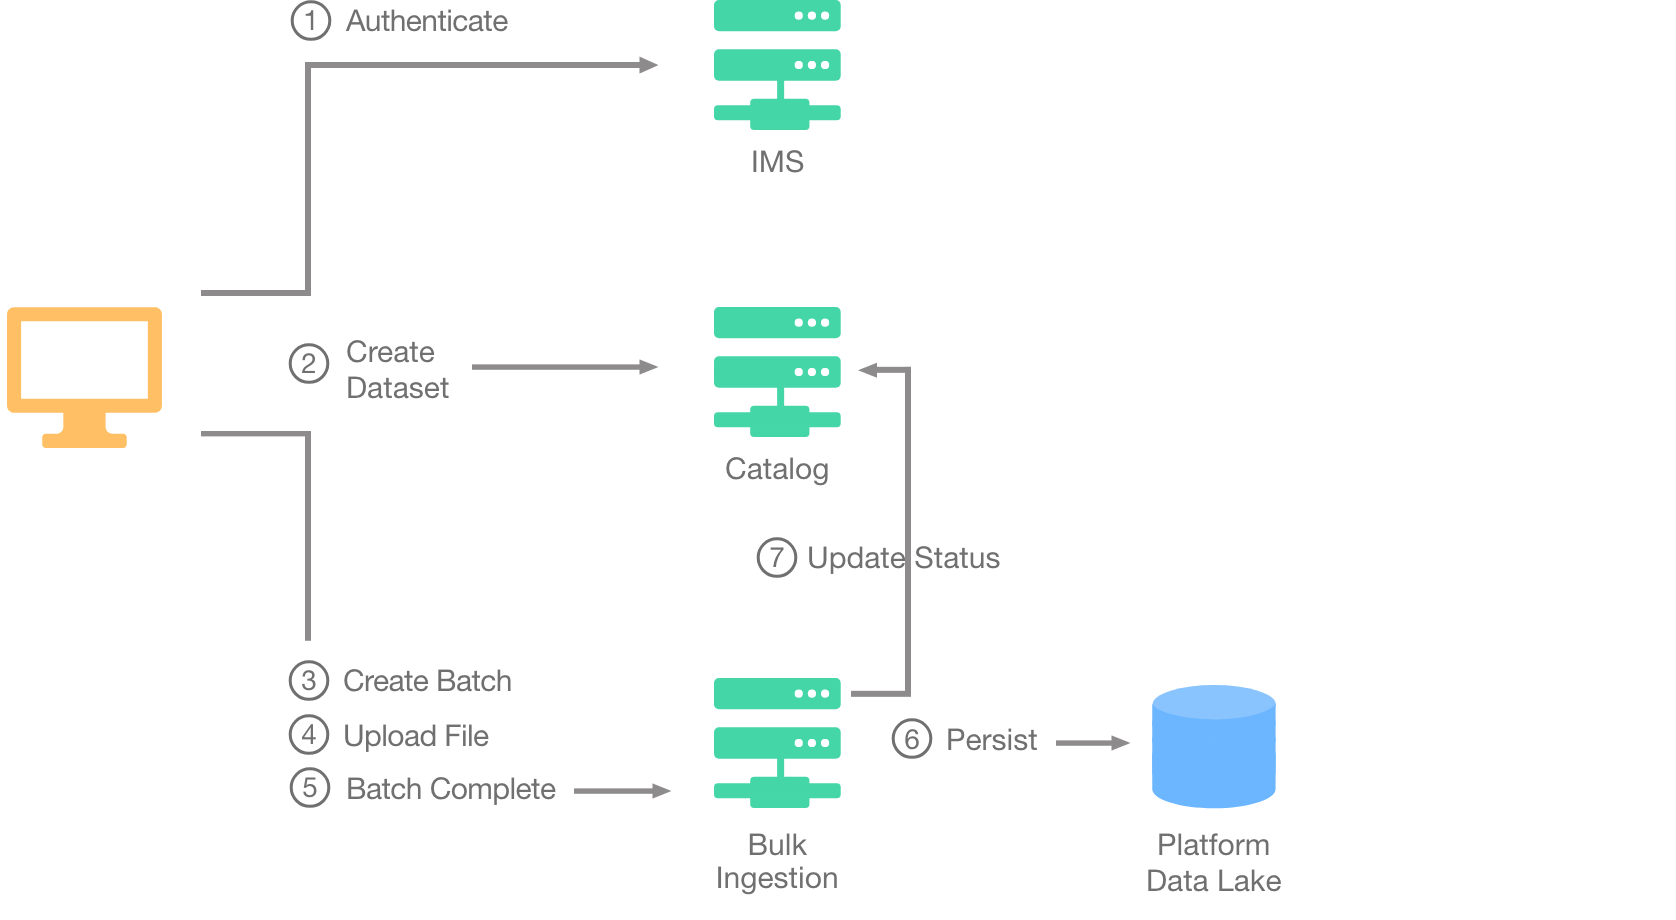 1 Authenticate
IMS
2 Create
Dataset
Catalog
7 Update Status
3 Create Batch
4 Upload File
5 Batch Complete
6 Persist
Bulk
Ingestion
Platform
Data Lake